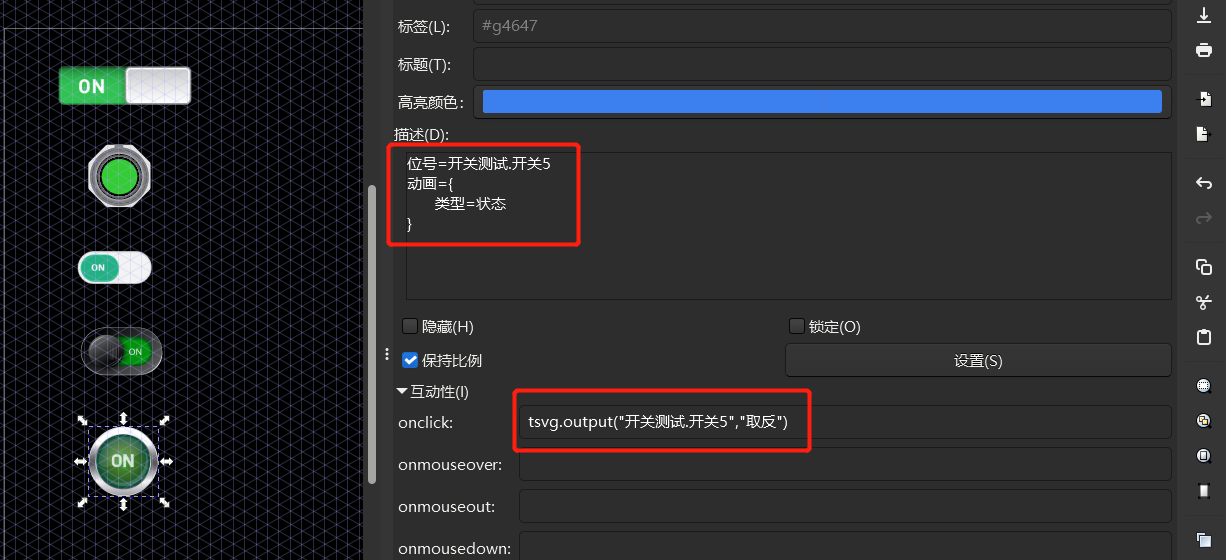 ON
ON
ON
ON
标签(L):
#g4647
标题(T):
高亮颜色：
描述(D):
位号=开关测试.开关5
动画={
类型=状态
}
隐藏(H)
锁定(O)
保持比例
设置(S)
互动性(I)
onclick:
tsvg.output("开关测试.开关5","取反")
onmouseover:
onmouseout:
onmousedown: